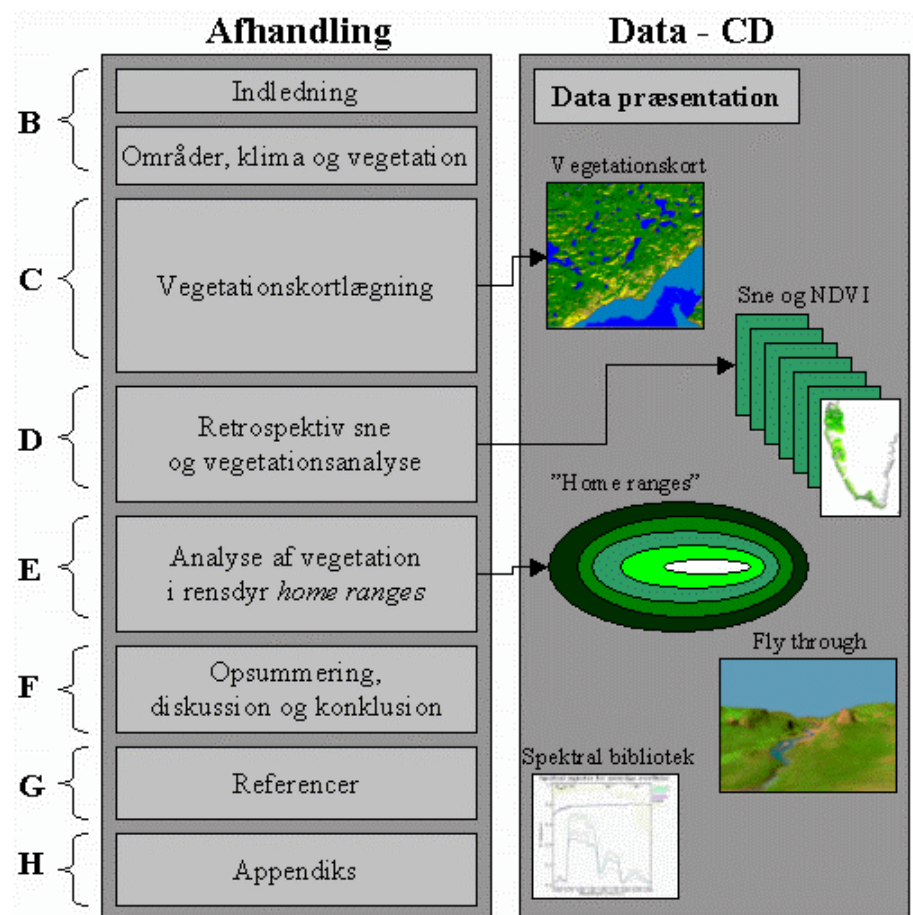 Afhandling
Data - CD
B
Indledning
Områder, klima og vegetation
C
Vegetationskortlægning
D
Retrospektiv sne
og vegetationsanalyse
E
Analyse af vegetation
i rensdyr home ranges
F
Opsummering,
diskussion og konklusion
G
Referencer
H
Appendiks
Data præsentation
Vegetationskort
Sne og NDVI
"Home ranges"
Fly through
Spektral bibliotek